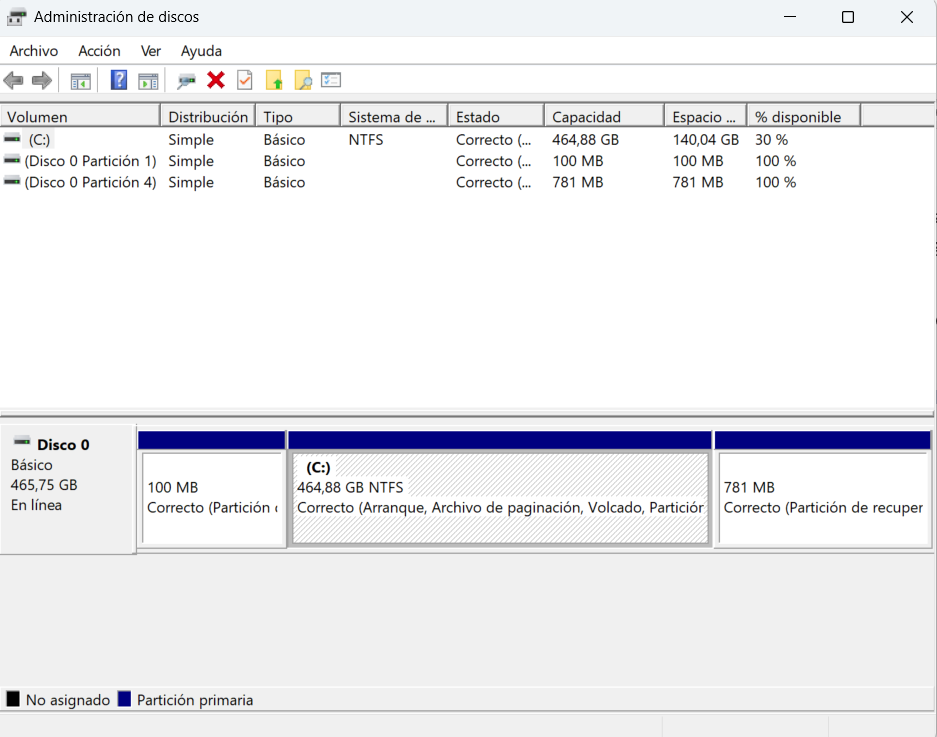 Administración de discos
Archivo Acción Ver Ayuda
Volumen Distribución Tipo Sistema de ... Estado Capacidad Espacio ... % disponible
(C:) Simple Básico NTFS Correcto (... 464,88 GB 140,04 GB 30 %
(Disco 0 Partición 1) Simple Básico Correcto (... 100 MB 100 MB 100 %
(Disco 0 Partición 4) Simple Básico Correcto (... 781 MB 781 MB 100 %
Disco 0
Básico
465,75 GB
En línea
100 MB
Correcto (Partición
(C:)
464,88 GB NTFS
Correcto (Arranque, Archivo de paginación, Volcado, Partición
781 MB
Correcto (Partición de recuper
No asignado Partición primaria